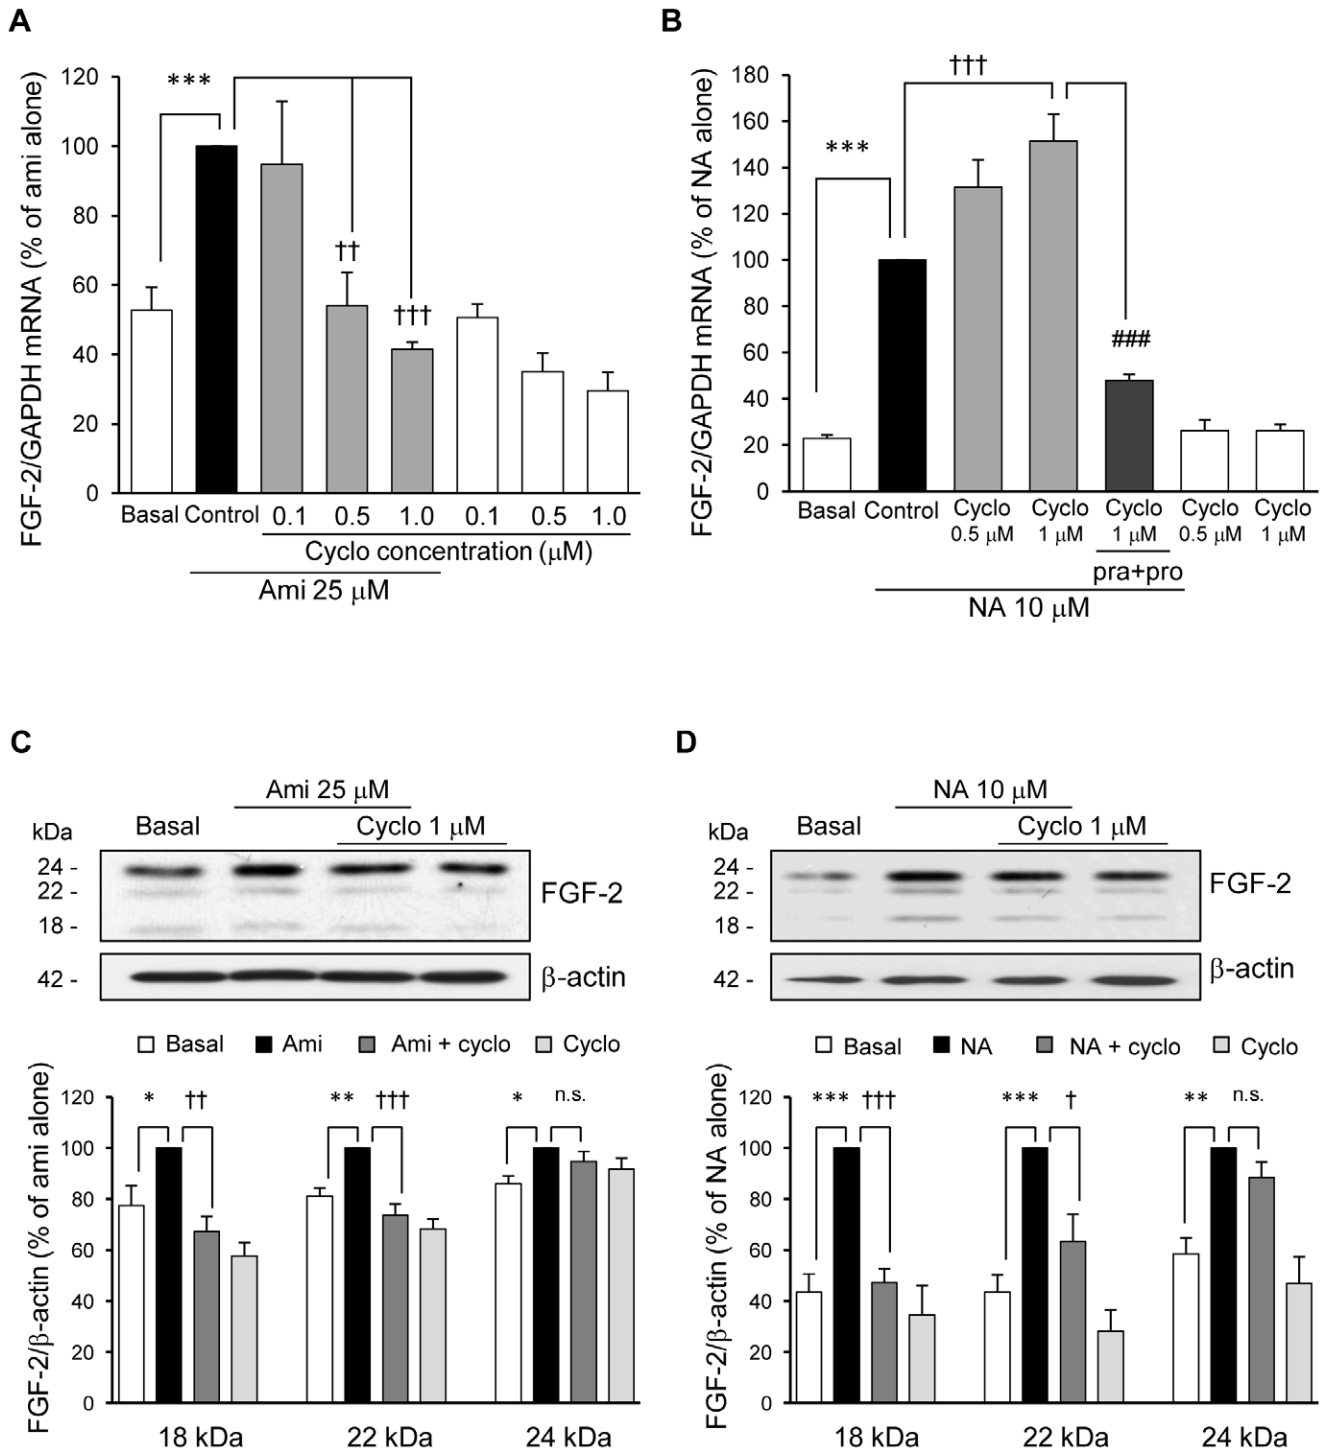 A
FGF-2/GAPDH mRNA (% of ami alone)
120
100
80
60
40
20
0
***
††
†††
Basal Control 0.1 0.5 1.0 0.1 0.5 1.0
Cyclo concentration (μM)
Ami 25 μM
B
FGF-2/GAPDH mRNA (% of NA alone)
180
160
140
120
100
80
60
40
20
0
***
†††
###
Basal Control Cyclo Cyclo Cyclo Cyclo Cyclo
0.5 μM 1 μM 1 μM 0.5 μM 1 μM
pra+pro
NA 10 μM
C
Ami 25 μM
kDa Basal Cyclo 1 μM
24 -
22 -
18 -
FGF-2
42 -
β-actin
Basal Ami Ami + cyclo Cyclo
FGF-2/β-actin (% of ami alone)
120
100
80
60
40
20
0
* †† ** ††† * n.s.
18 kDa 22 kDa 24 kDa
D
NA 10 μM
kDa Basal Cyclo 1 μM
24 -
22 -
18 -
FGF-2
42 -
β-actin
Basal NA NA + cyclo Cyclo
FGF-2/β-actin (% of NA alone)
120
100
80
60
40
20
0
*** ††† *** † ** n.s.
18 kDa 22 kDa 24 kDa